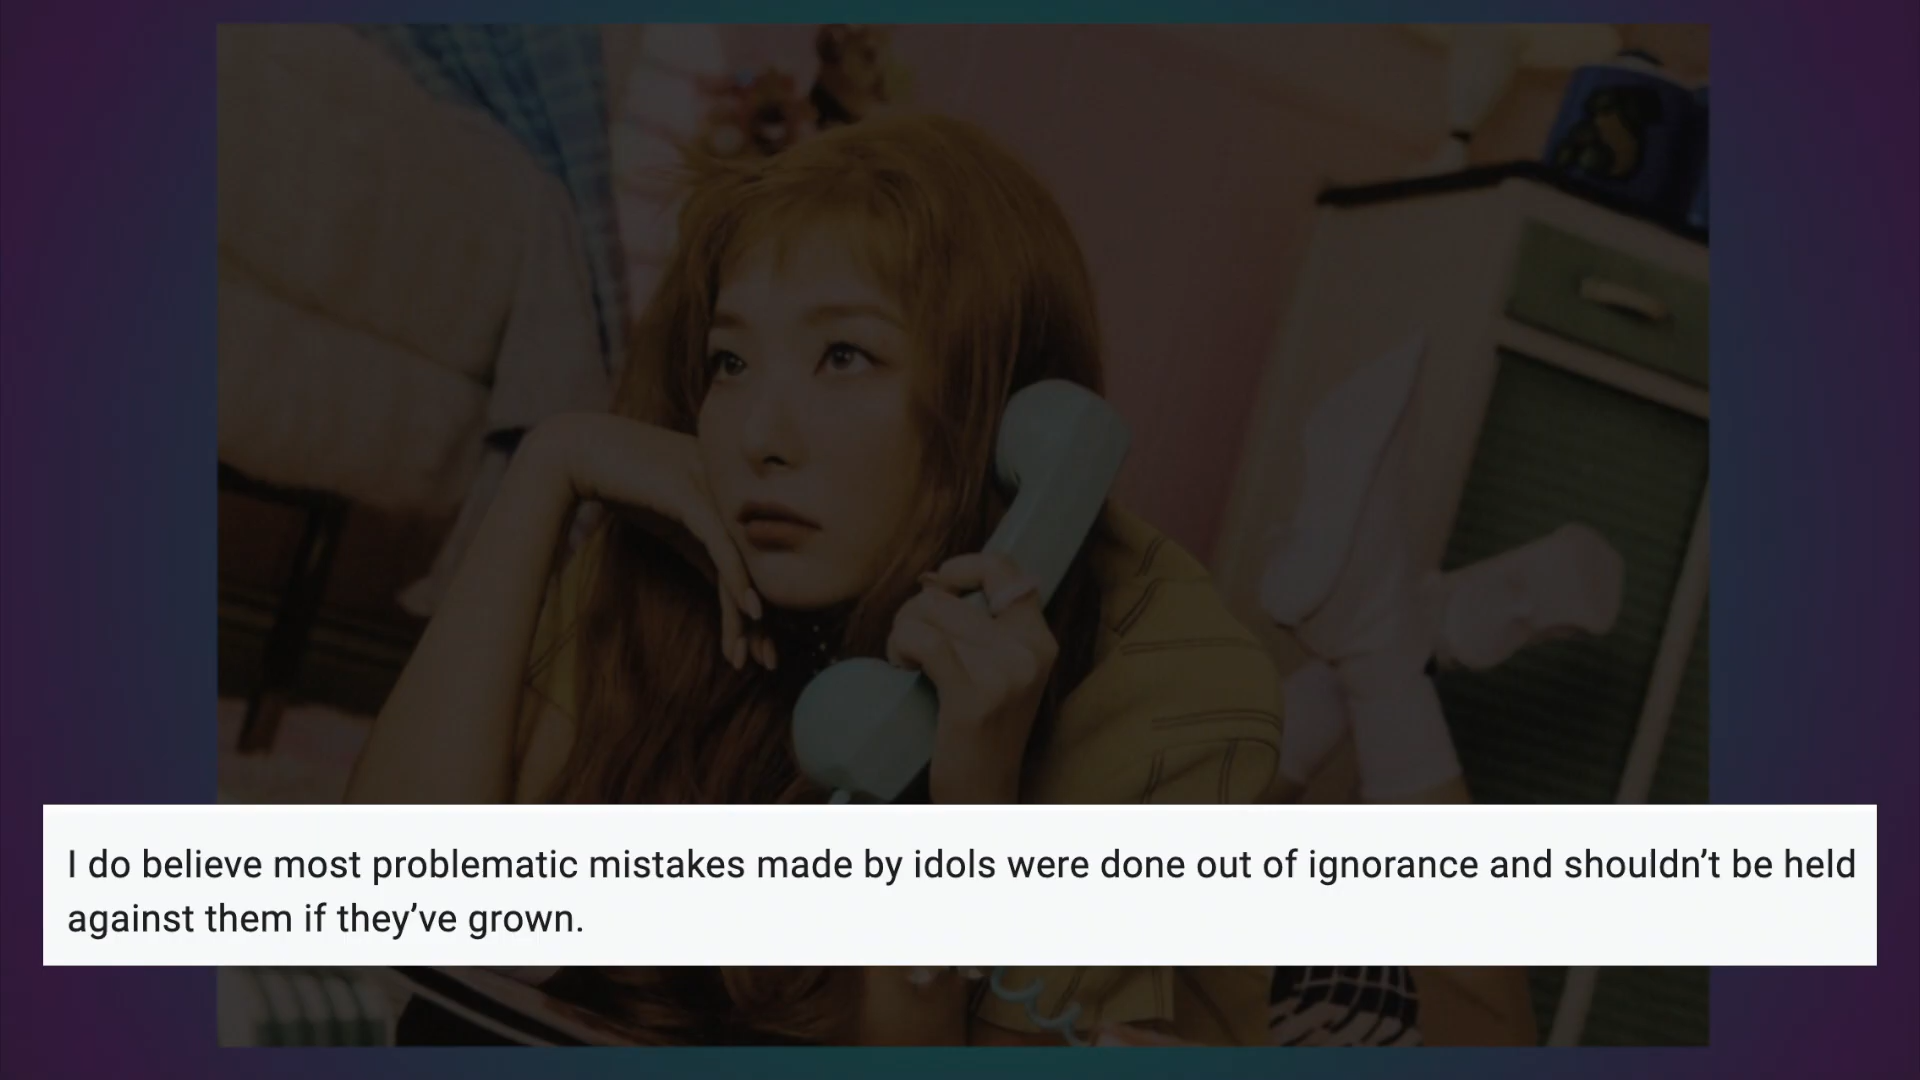 I do believe most problematic mistakes made by idols were done out of ignorance and shouldn’t be held
against them if they’ve grown.